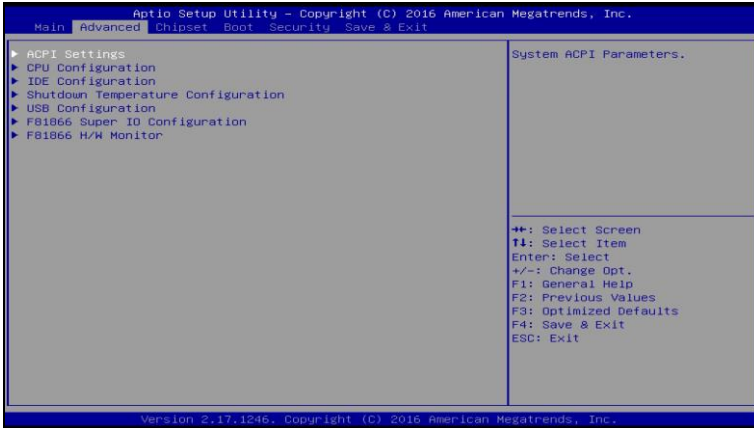 Aptio Setup Utility – Copyright (C) 2016 American Megatrends, Inc.
Main Advanced Chipset Boot Security Save & Exit
► ACPI Settings
► CPU Configuration
► IDE Configuration
► Shutdown Temperature Configuration
► USB Configuration
► F81866 Super IO Configuration
► F81866 H/W Monitor
System ACPI Parameters.
→←: Select Screen
↑↓: Select Item
Enter: Select
+/-: Change Opt.
F1: General Help
F2: Previous Values
F3: Optimized Defaults
F4: Save & Exit
ESC: Exit
Version 2.17.1246. Copyright (C) 2016 American Megatrends, Inc.